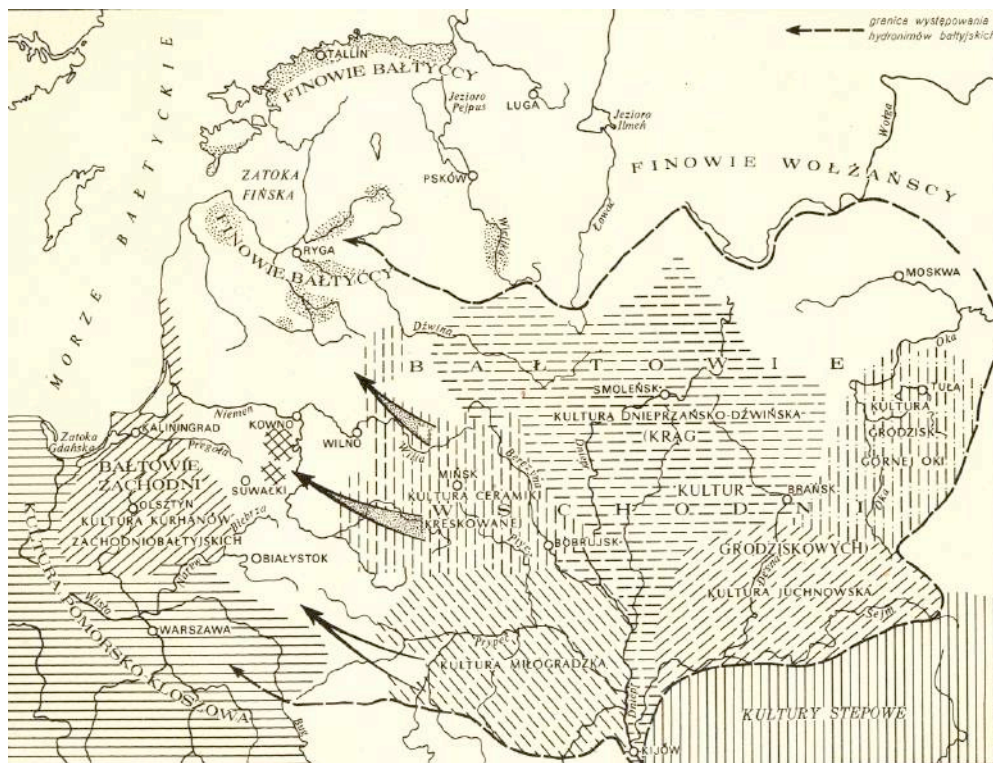 granica występowania
hydronimów bałtyjskich
TALLIN
FINOWIE BAŁTYCCY
Jezioro
Pejpus
ŁUGA
Jezioro
Ilmeń
Wołga
FINOWIE WOŁŻAŃSCY
MORZE BAŁTYCKIE
ZATOKA
FIŃSKA
PSKÓW
Wielika
Łować
RYGA
FINOWIE BAŁTYCCY
MOSKWA
Dźwina
BAŁTOWIE
Oka
SMOLEŃSK
TUŁA
KULTURA DNIEPRZAŃSKO-DŹWIŃSKA
KULTURA
(KRĄG
GRODZISK
GÓRNEJ OKI
Niemen
KOWNO
WILNO
Wilia
Berezyna
Dniepr
Zatoka
Gdańska
KALININGRAD
Pregoła
BAŁTOWIE
ZACHODNI
SUWAŁKI
MIŃSK
KULTURA CERAMIKI
KRESKOWANEJ
KULTUR
BRAŃSK
Oka
WSCHODNI
OLSZTYN
KULTURA KURHANÓW
ZACHODNIOBAŁTYJSKICH
Biebrza
BIAŁYSTOK
Narew
Ptycz
BOBRUJSK
GRODZISKOWYCH)
Desna
KULTURA JUCHNOWSKA
Sejm
KULTURA POMORSKO-KLOSZOWA
Wisła
WARSZAWA
Prypeć
KULTURA MIŁOGRADZKA
Dniepr
Bug
KULTURY STEPOWE
KIJÓW